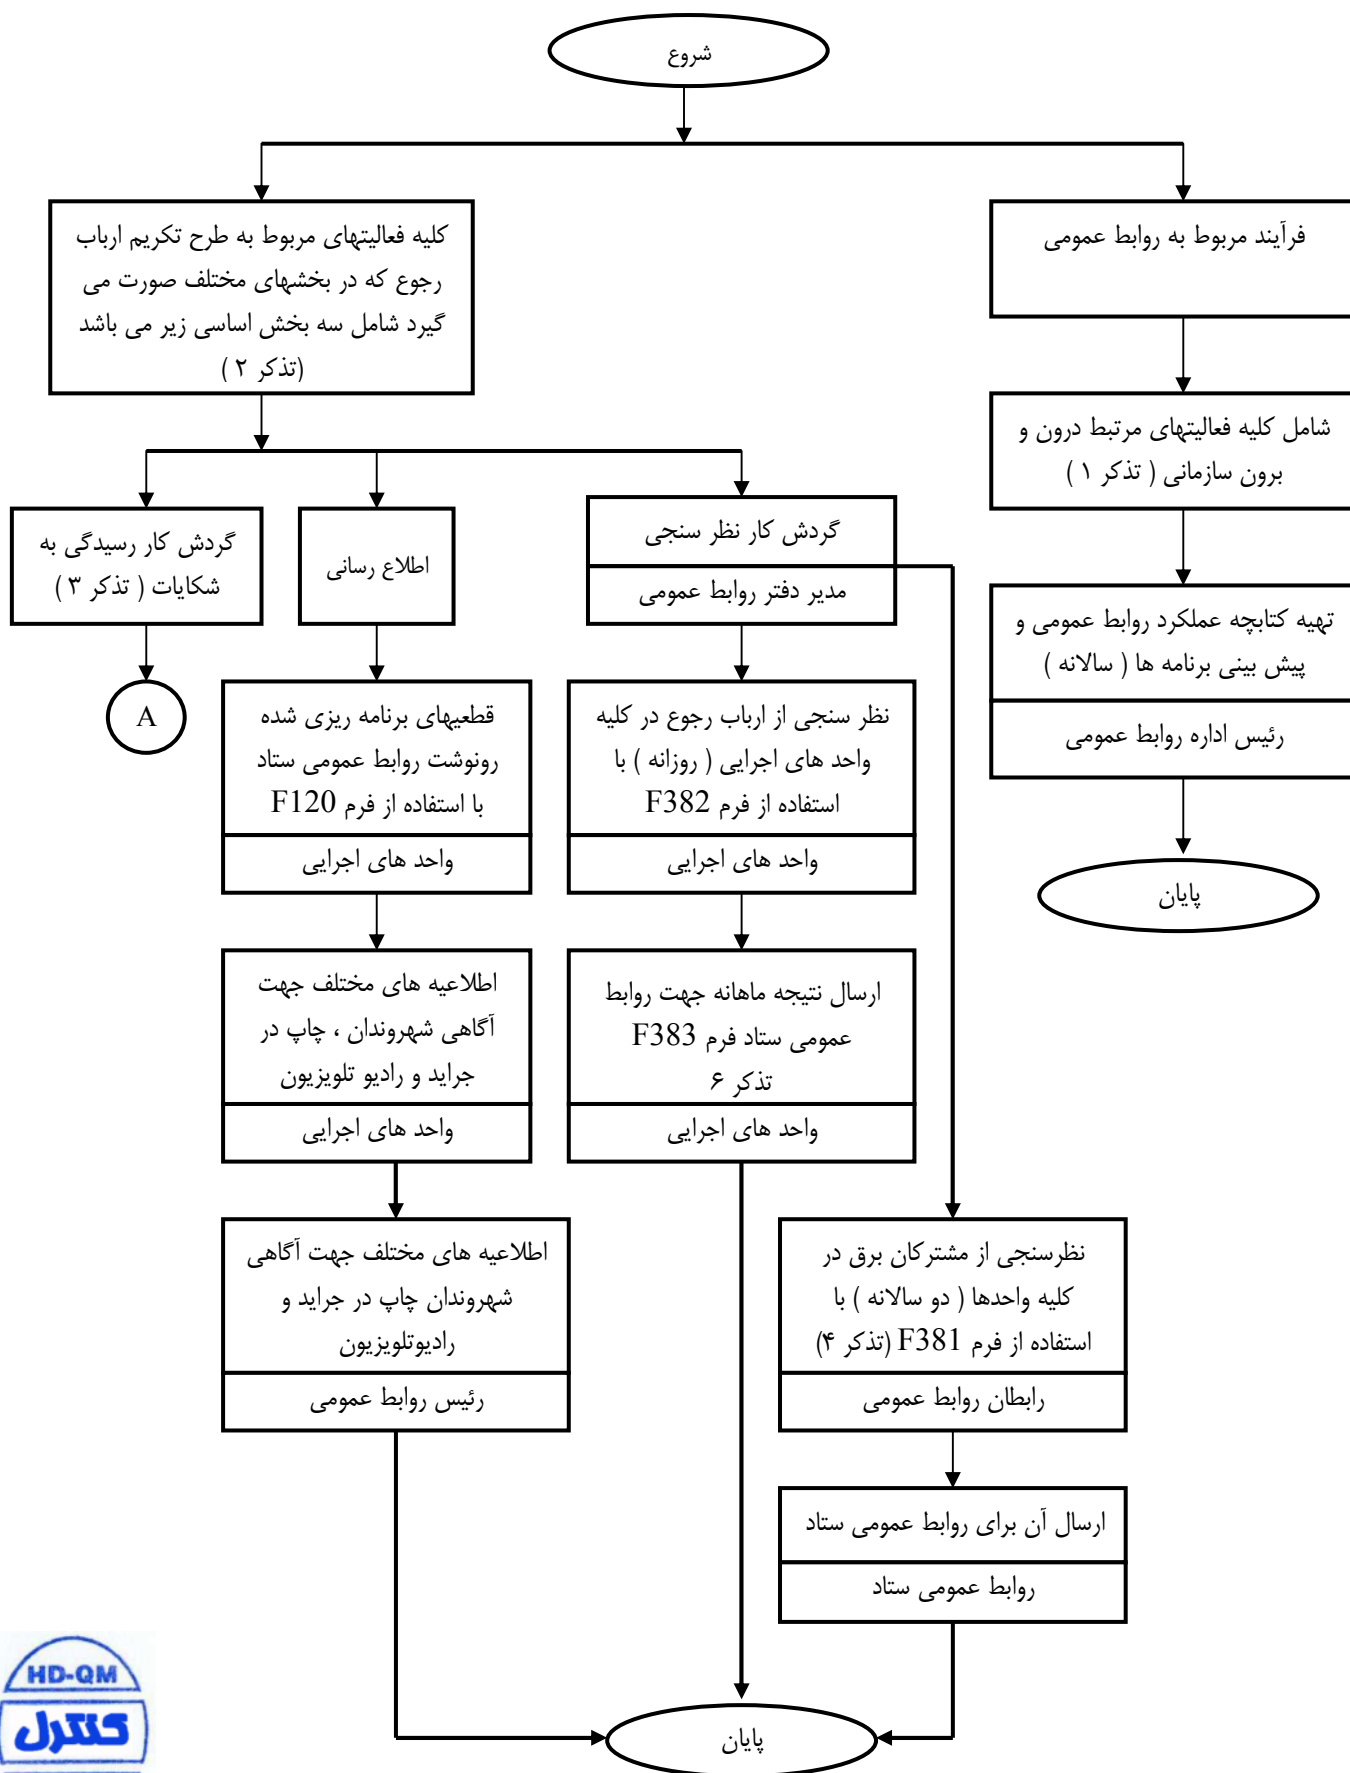 شروع
فرآیند مربوط به روابط عمومی
کلیه فعالیتهای مربوط به طرح تکریم ارباب
رجوع که در بخشهای مختلف صورت می
گیرد شامل سه بخش اساسی زیر می باشد
(تذکر ۲ )
شامل کلیه فعالیتهای مرتبط درون و
برون سازمانی ( تذکر ۱ )
تهیه کتابچه عملکرد روابط عمومی و
پیش بینی برنامه ها ( سالانه )
رئیس اداره روابط عمومی
پایان
گردش کار نظر سنجی
مدیر دفتر روابط عمومی
اطلاع رسانی
گردش کار رسیدگی به
شکایات ( تذکر ۳ )
A
نظر سنجی از ارباب رجوع در کلیه
واحد های اجرایی ( روزانه ) با
استفاده از فرم F382
واحد های اجرایی
قطعیهای برنامه ریزی شده
رونوشت روابط عمومی ستاد
با استفاده از فرم F120
واحد های اجرایی
ارسال نتیجه ماهانه جهت روابط
عمومی ستاد فرم F383
تذکر ۶
واحد های اجرایی
اطلاعیه های مختلف جهت
آگاهی شهروندان ، چاپ در
جراید و رادیو تلویزیون
واحد های اجرایی
نظرسنجی از مشترکان برق در
کلیه واحدها ( دو سالانه ) با
استفاده از فرم F381 (تذکر ۴)
رابطان روابط عمومی
اطلاعیه های مختلف جهت آگاهی
شهروندان چاپ در جراید و
رادیوتلویزیون
رئیس روابط عمومی
ارسال آن برای روابط عمومی ستاد
روابط عمومی ستاد
پایان
HD-QM
کنترل